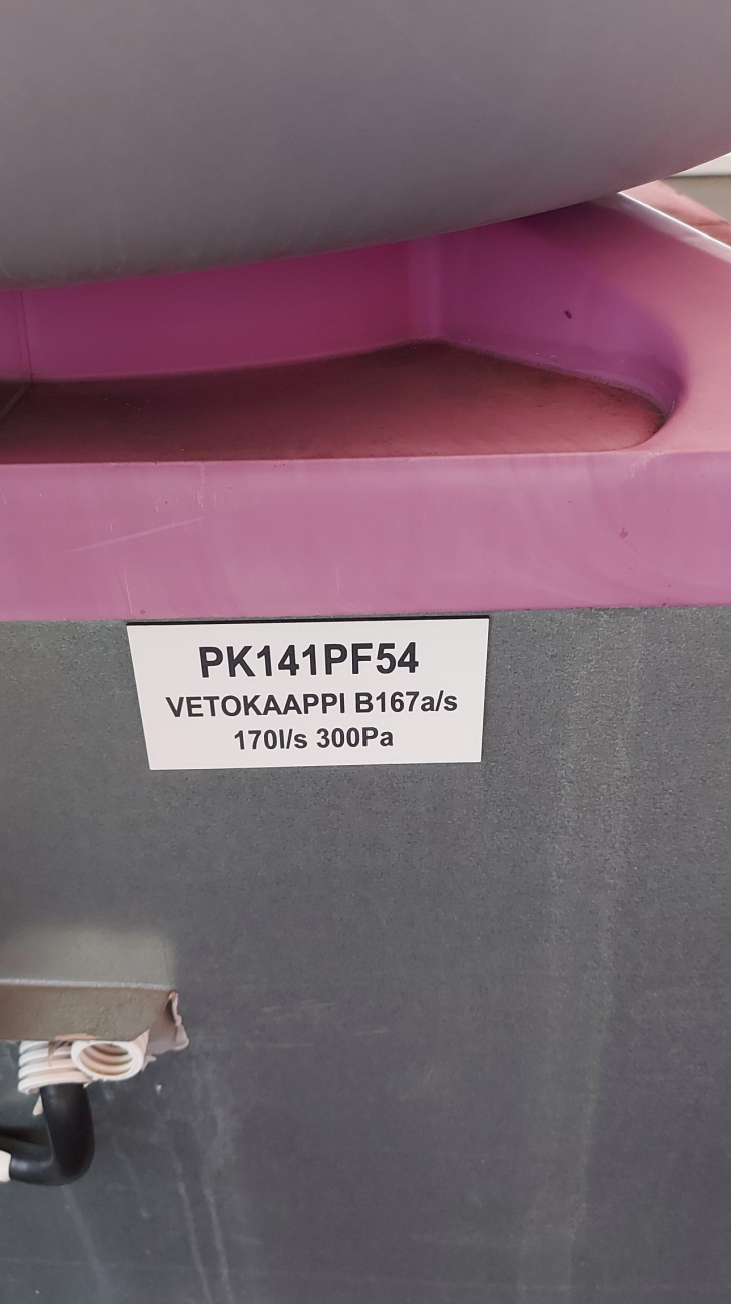 PK141PF54
VETOKAAPPI B167a/s
170l/s 300Pa